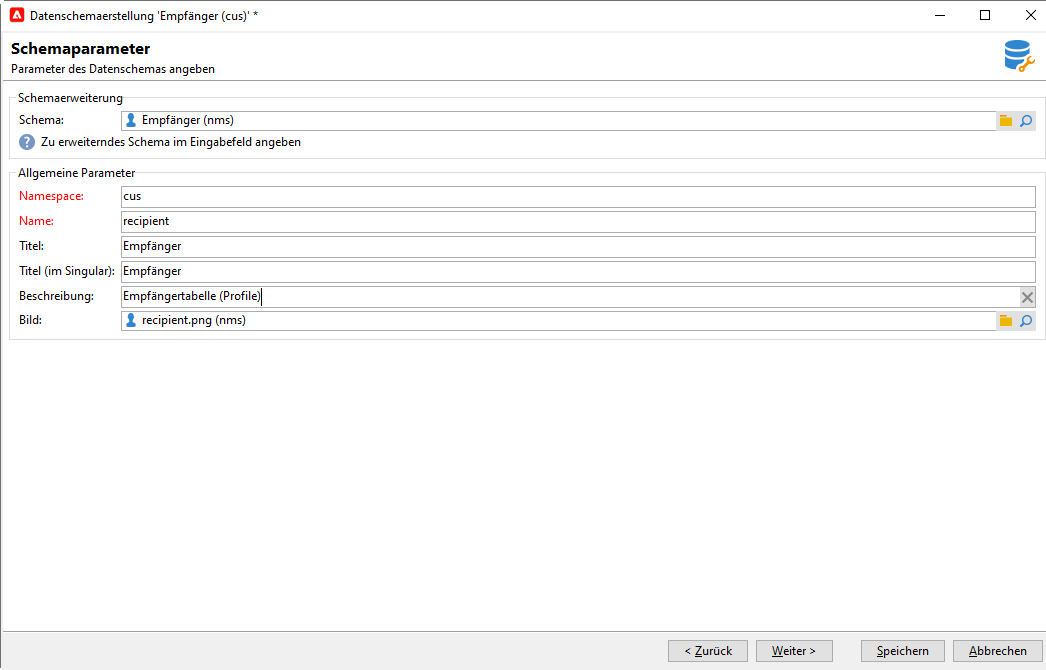 Datenschemaerstellung 'Empfänger (cus)' *
Schemaparameter
Parameter des Datenschemas angeben
Schemaerweiterung
Schema: Empfänger (nms)
? Zu erweiterndes Schema im Eingabefeld angeben
Allgemeine Parameter
Namespace: cus
Name: recipient
Titel: Empfänger
Titel (im Singular): Empfänger
Beschreibung: Empfängertabelle (Profile)
Bild: recipient.png (nms)
< Zurück Weiter > Speichern Abbrechen